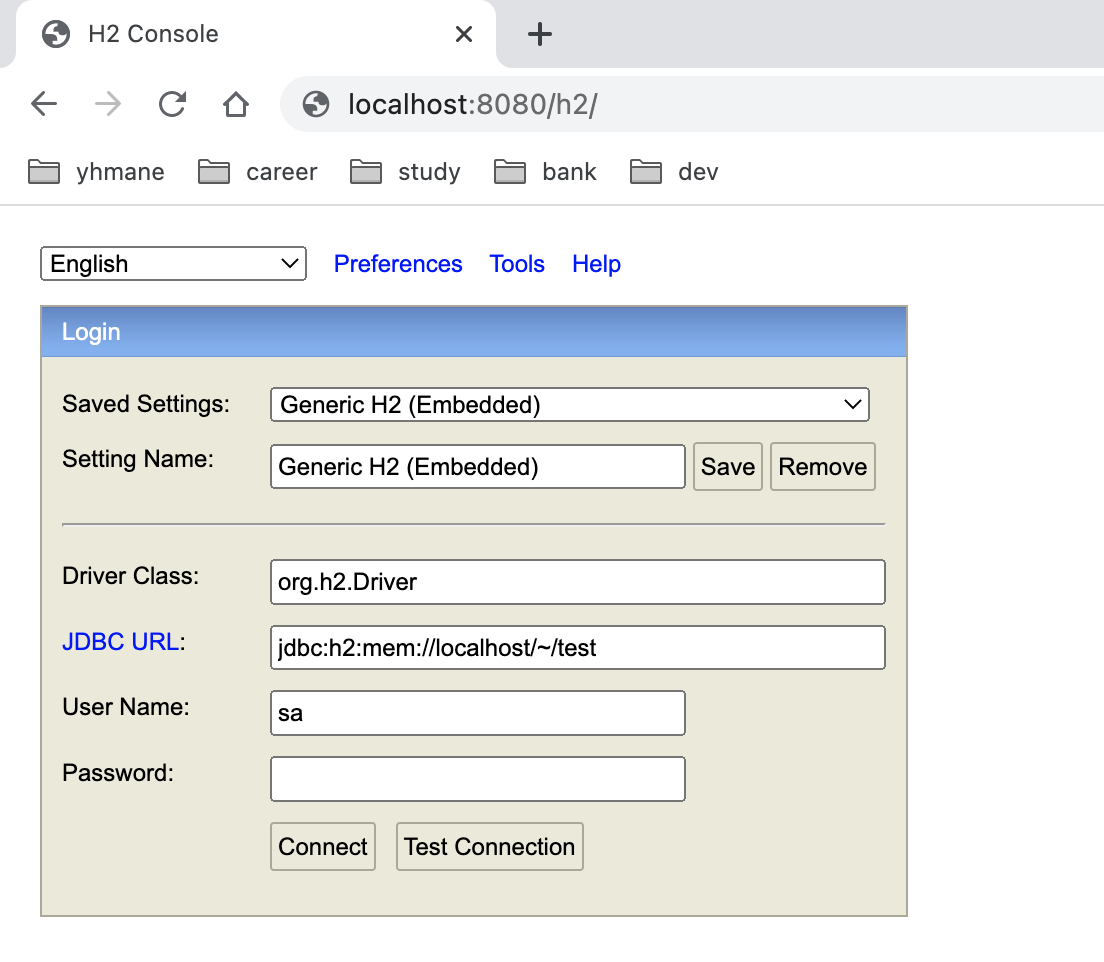 H2 Console
localhost:8080/h2/
yhmane career study bank dev
English Preferences Tools Help
Login
Saved Settings: Generic H2 (Embedded)
Setting Name: Generic H2 (Embedded) Save Remove
Driver Class: org.h2.Driver
JDBC URL: jdbc:h2:mem://localhost/~/test
User Name: sa
Password:
Connect Test Connection